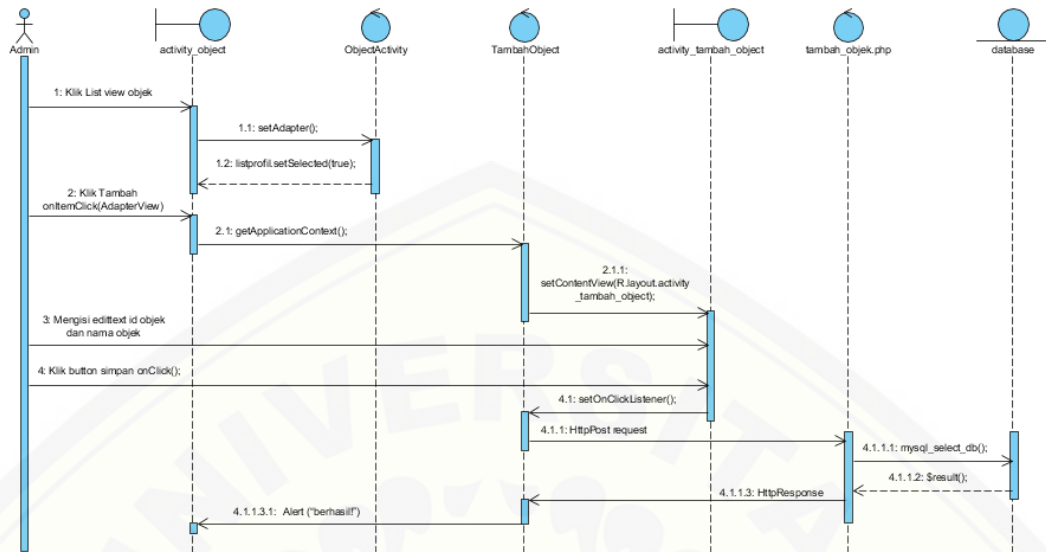 Admin
activity_object
ObjectActivity
TambahObject
activity_tambah_object
tambah_objek.php
database
1: Klik List view objek
1.1: setAdapter();
1.2: listprofil.setSelected(true);
2: Klik Tambah
onItemClick(AdapterView)
2.1: getApplicationContext();
2.1.1:
setContentView(R.layout.activity
_tambah_object);
3: Mengisi edittext id objek
dan nama objek
4: Klik button simpan onClick();
4.1: setOnClickListener();
4.1.1: HttpPost request
4.1.1.1: mysql_select_db();
4.1.1.2: $result();
4.1.1.3: HttpResponse
4.1.1.3.1: Alert ("berhasil!")
NIVERSITA